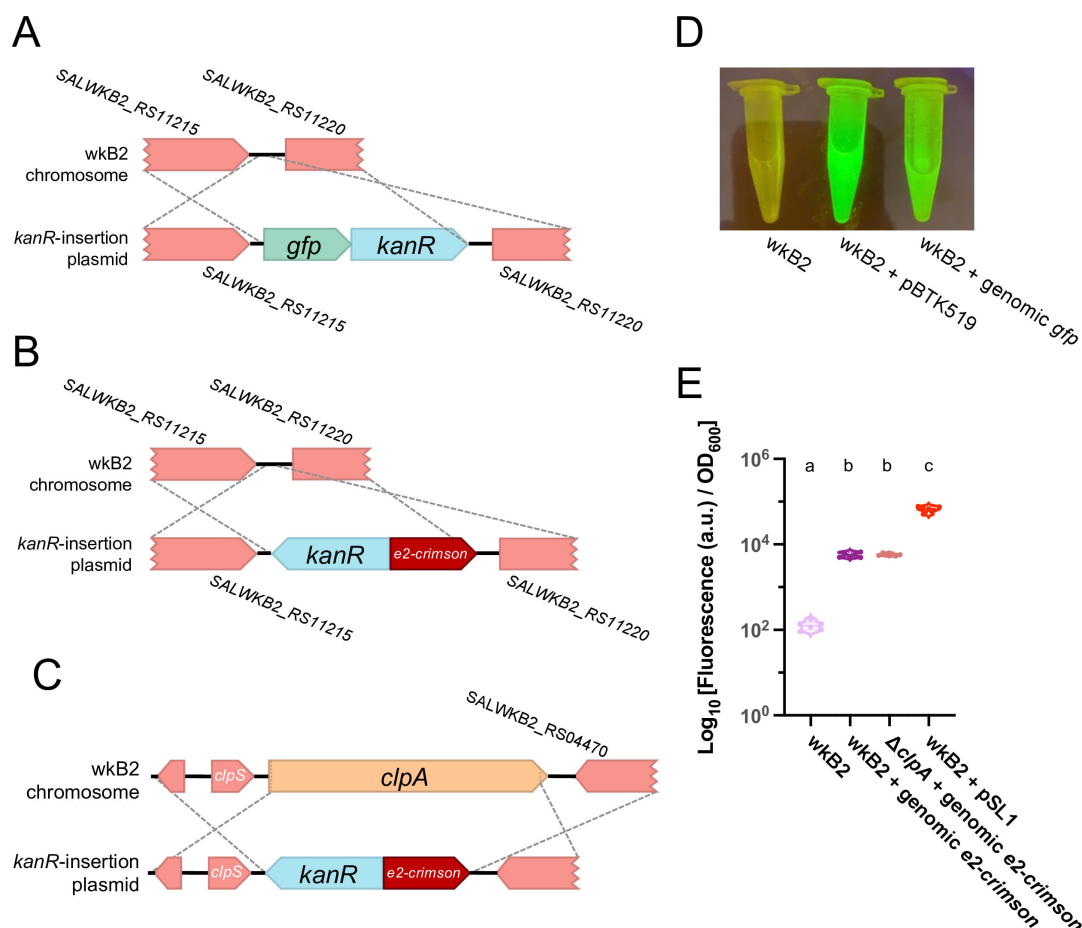 A
SALWKB2_RS11215
SALWKB2_RS11220
wkB2
chromosome
kanR-insertion
plasmid
gfp
kanR
SALWKB2_RS11215
SALWKB2_RS11220
B
SALWKB2_RS11215
SALWKB2_RS11220
wkB2
chromosome
kanR-insertion
plasmid
kanR
e2-crimson
SALWKB2_RS11215
SALWKB2_RS11220
C
SALWKB2_RS04470
wkB2
chromosome
clpS
clpA
kanR-insertion
plasmid
clpS
kanR
e2-crimson
D
wkB2
wkB2 + pBTK519
wkB2 + genomic gfp
E
Log10 [Fluorescence (a.u.) / OD600]
10^6
10^4
10^2
10^0
a
b
b
c
wkB2
wkB2 + genomic e2-crimson
ΔclpA + genomic e2-crimson
wkB2 + pSL1